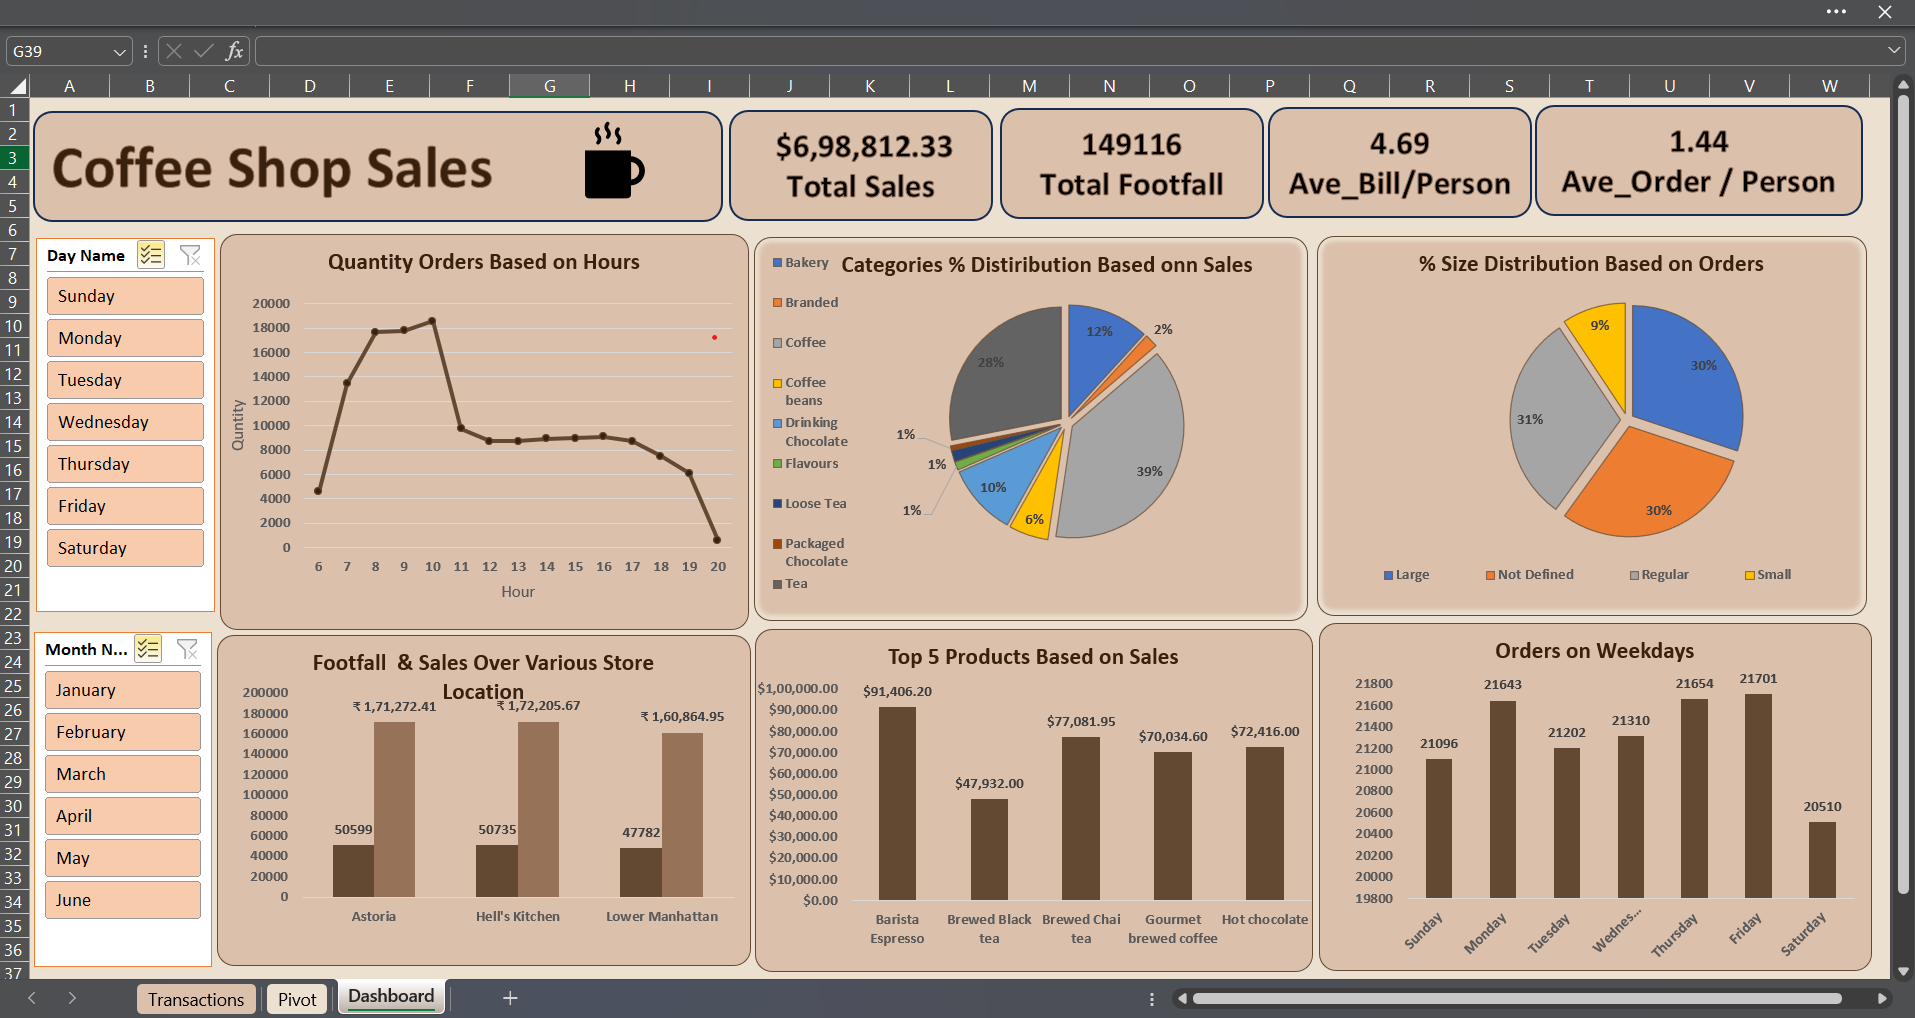 G39
fx
A B C D E F G H I J K L M N O P Q R S T U V W
1
2
3
4
5
6
7
8
9
10
11
12
13
14
15
16
17
18
19
20
21
22
23
24
25
26
27
28
29
30
31
32
33
34
35
36
37
Coffee Shop Sales
$6,98,812.33
Total Sales
149116
Total Footfall
4.69
Ave_Bill/Person
1.44
Ave_Order / Person
Day Name
Sunday
Monday
Tuesday
Wednesday
Thursday
Friday
Saturday
Month N...
January
February
March
April
May
June
Quantity Orders Based on Hours
20000
18000
16000
14000
12000
10000
8000
6000
4000
2000
0
Quntity
6 7 8 9 10 11 12 13 14 15 16 17 18 19 20
Hour
Categories % Distiribution Based onn Sales
Bakery
Branded
Coffee
Coffee
beans
Drinking
Chocolate
Flavours
Loose Tea
Packaged
Chocolate
Tea
12%
2%
28%
39%
1%
1%
10%
1%
6%
% Size Distribution Based on Orders
9%
30%
31%
30%
Large Not Defined Regular Small
Footfall & Sales Over Various Store
Location
200000
180000
160000
140000
120000
100000
80000
60000
40000
20000
0
₹ 1,71,272.41
₹ 1,72,205.67
₹ 1,60,864.95
50599
50735
47782
Astoria Hell's Kitchen Lower Manhattan
Top 5 Products Based on Sales
$1,00,000.00
$90,000.00
$80,000.00
$70,000.00
$60,000.00
$50,000.00
$40,000.00
$30,000.00
$20,000.00
$10,000.00
$0.00
$91,406.20
$47,932.00
$77,081.95
$70,034.60
$72,416.00
Barista
Espresso
Brewed Black
tea
Brewed Chai
tea
Gourmet
brewed coffee
Hot chocolate
Orders on Weekdays
21800
21600
21400
21200
21000
20800
20600
20400
20200
20000
19800
21096
21643
21202
21310
21654
21701
20510
Sunday
Monday
Tuesday
Wednes...
Thursday
Friday
Saturday
Transactions Pivot Dashboard